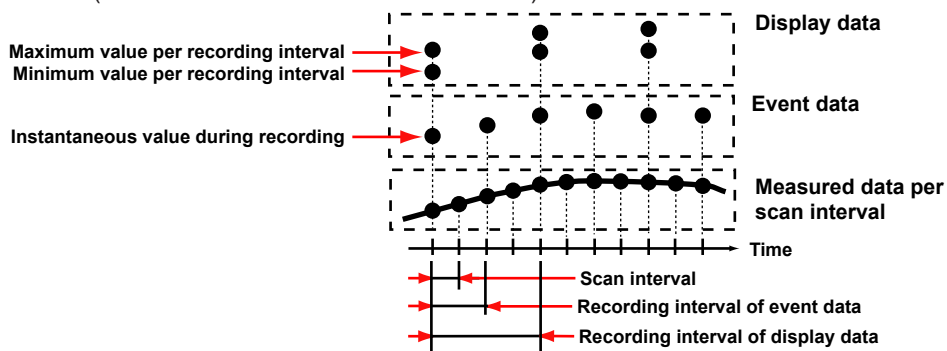 Display data
Maximum value per recording interval
Minimum value per recording interval
Event data
Instantaneous value during recording
Measured data per
scan interval
Time
Scan interval
Recording interval of event data
Recording interval of display data